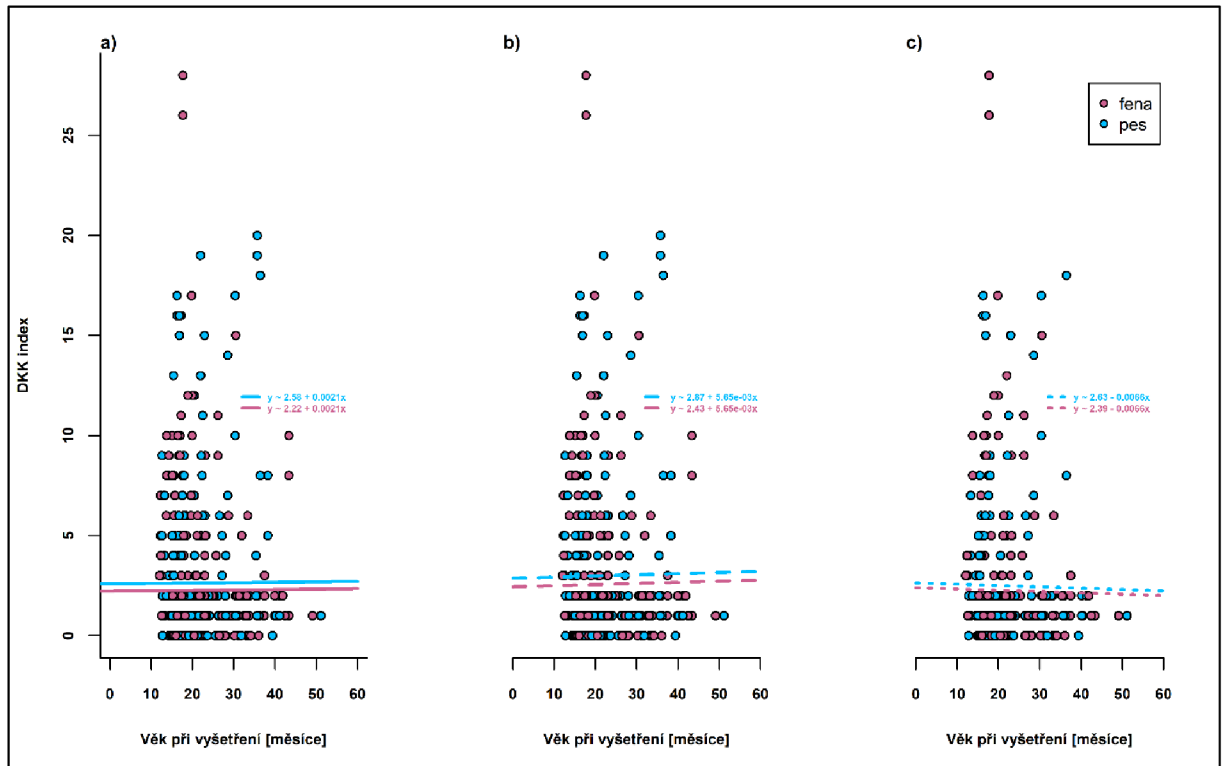 a)
b)
c)
fena
pes
25
20
15
10
5
0
DKK index
y ~ 2.58 + 0.0021x
y ~ 2.22 + 0.0021x
y ~ 2.87 + 5.65e-03x
y ~ 2.43 + 5.65e-03x
y ~ 2.63 - 0.0066x
y ~ 2.39 - 0.0066x
0 10 20 30 40 50 60
0 10 20 30 40 50 60
0 10 20 30 40 50 60
Věk při vyšetření [měsíce]
Věk při vyšetření [měsíce]
Věk při vyšetření [měsíce]